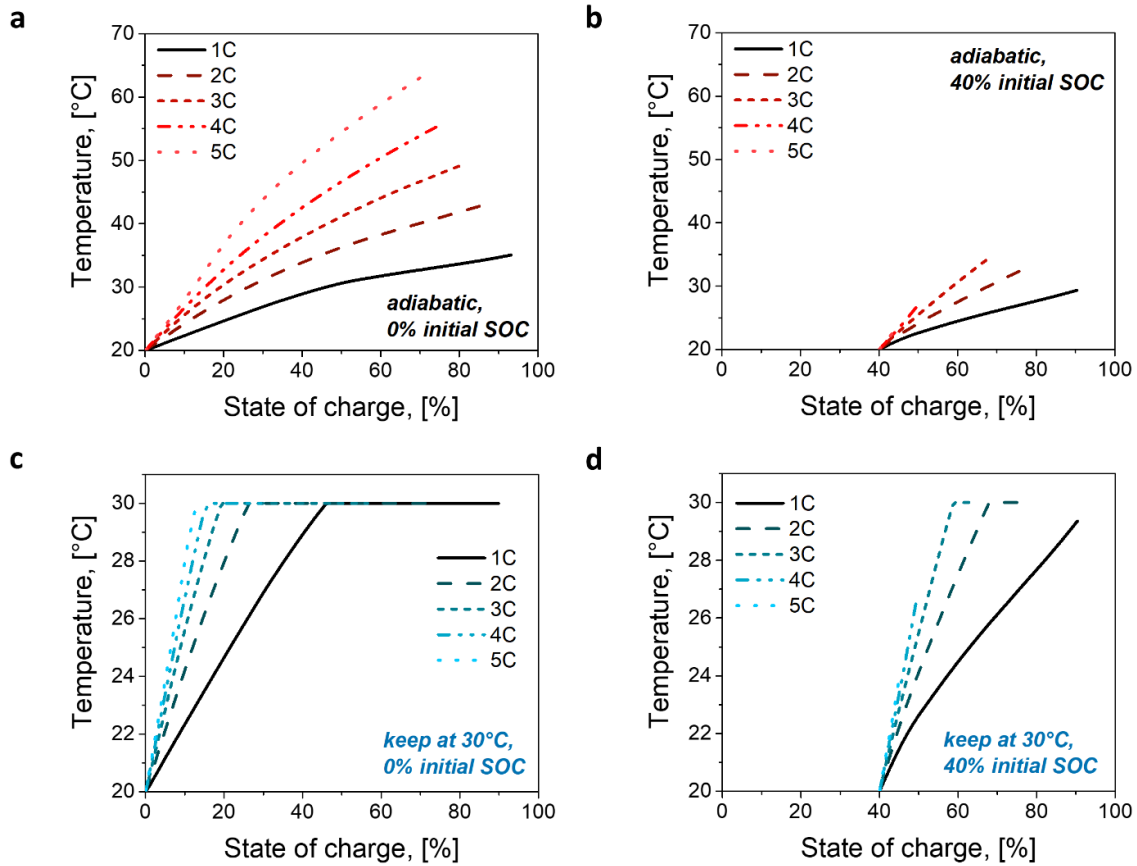 a
70
60
50
40
30
20
Temperature, [°C]
1C
2C
3C
4C
5C
adiabatic,
0% initial SOC
0 20 40 60 80 100
State of charge, [%]
b
70
60
50
40
30
20
Temperature, [°C]
1C
2C
3C
4C
5C
adiabatic,
40% initial SOC
0 20 40 60 80 100
State of charge, [%]
c
32
30
28
26
24
22
20
Temperature, [°C]
1C
2C
3C
4C
5C
keep at 30°C,
0% initial SOC
0 20 40 60 80 100
State of charge, [%]
d
32
30
28
26
24
22
20
Temperature, [°C]
1C
2C
3C
4C
5C
keep at 30°C,
40% initial SOC
0 20 40 60 80 100
State of charge, [%]